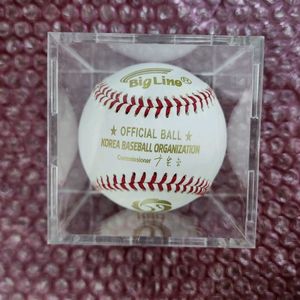 Big Line®
★ OFFICIAL BALL ★
KOREA BASEBALL ORGANIZATION
Commissioner